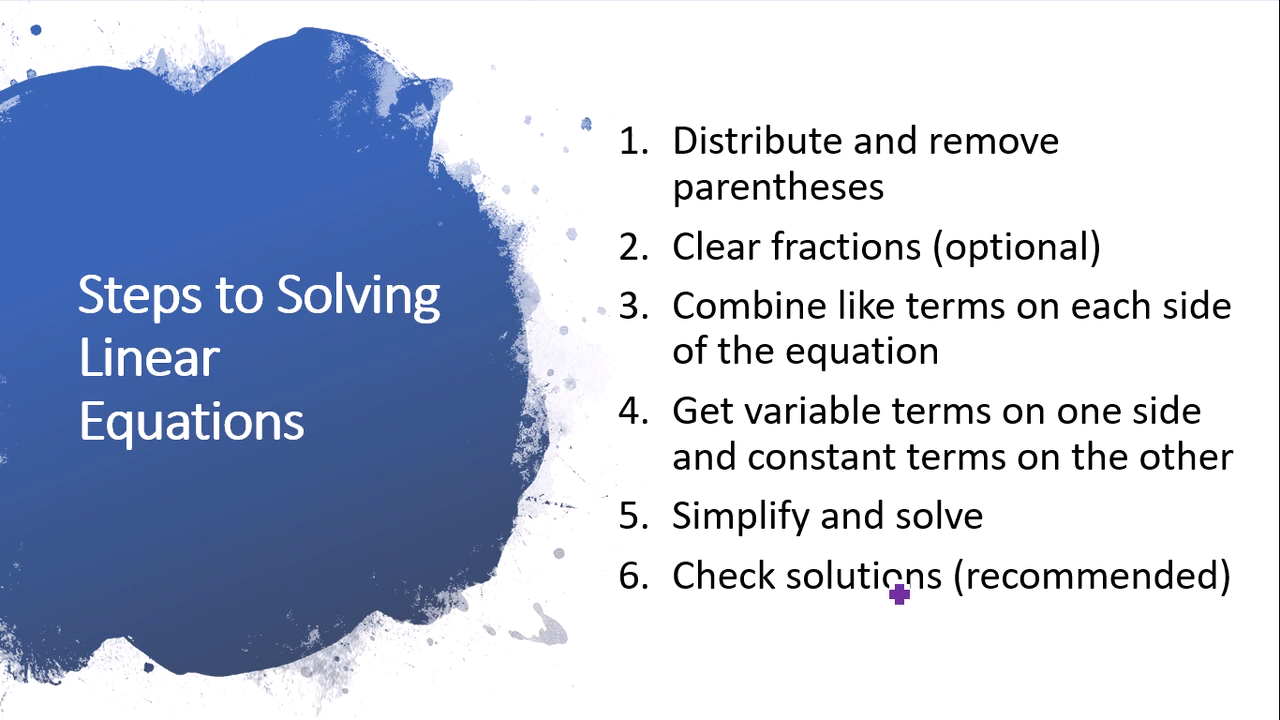 Steps to Solving
Linear
Equations
1. Distribute and remove
parentheses
2. Clear fractions (optional)
3. Combine like terms on each side
of the equation
4. Get variable terms on one side
and constant terms on the other
5. Simplify and solve
6. Check solutions (recommended)